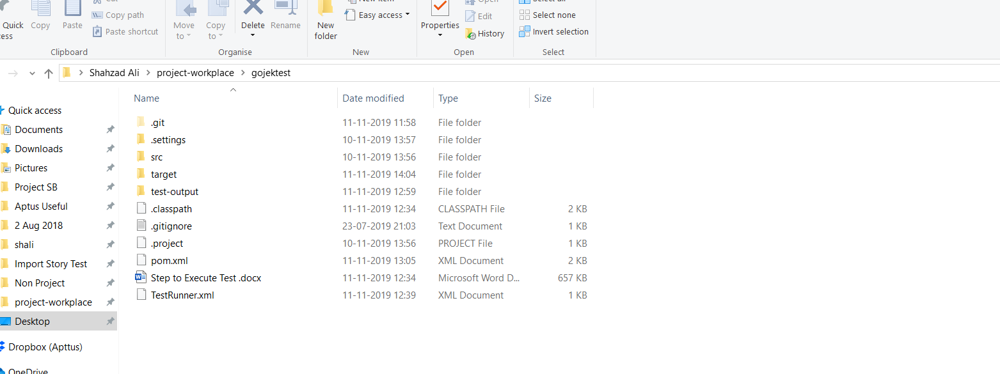 Quick
ess
Copy
Paste
Cut
Copy path
Paste shortcut
Clipboard
Move
to
Copy
to
Delete
Rename
Organise
New
folder
New item
Easy access
New
Properties
Open
Edit
History
Open
Select all
Select none
Invert selection
Select
Shahzad Ali > project-workplace > gojektest
Name Date modified Type Size
Quick access
Documents
Downloads
Pictures
Project SB
Aptus Useful
2 Aug 2018
shali
Import Story Test
Non Project
project-workplace
Desktop
Dropbox (Apttus)
OneDrive
.git 11-11-2019 11:58 File folder
.settings 10-11-2019 13:57 File folder
src 10-11-2019 13:56 File folder
target 11-11-2019 14:04 File folder
test-output 11-11-2019 12:59 File folder
.classpath 11-11-2019 12:34 CLASSPATH File 2 KB
.gitignore 23-07-2019 21:03 Text Document 1 KB
.project 10-11-2019 13:56 PROJECT File 1 KB
pom.xml 11-11-2019 13:05 XML Document 2 KB
Step to Execute Test .docx 11-11-2019 12:34 Microsoft Word D... 657 KB
TestRunner.xml 11-11-2019 12:39 XML Document 1 KB